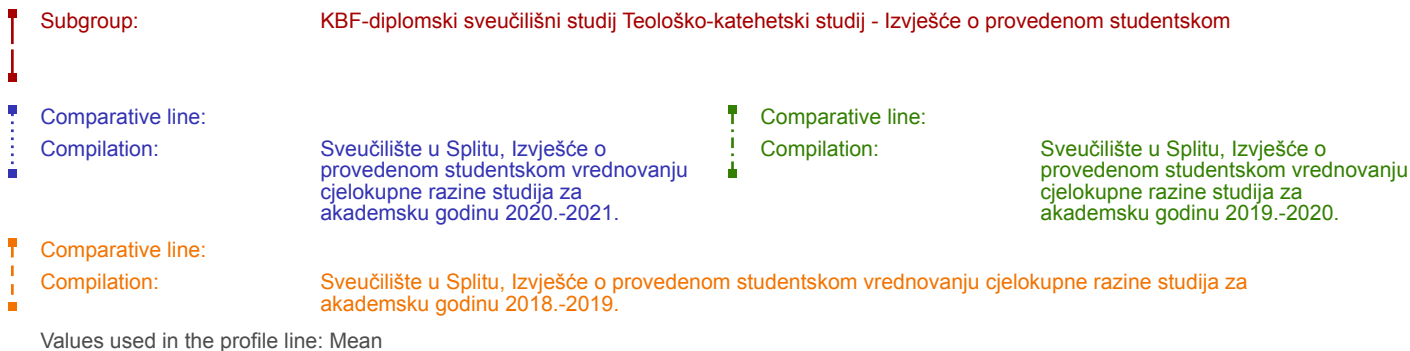 Subgroup: KBF-diplomski sveučilišni studij Teološko-katehetski studij - Izvješće o provedenom studentskom
Comparative line:
Compilation: Sveučilište u Splitu, Izvješće o
provedenom studentskom vrednovanju
cjelokupne razine studija za
akademsku godinu 2020.-2021.
Comparative line:
Compilation: Sveučilište u Splitu, Izvješće o
provedenom studentskom vrednovanju
cjelokupne razine studija za
akademsku godinu 2019.-2020.
Comparative line:
Compilation: Sveučilište u Splitu, Izvješće o provedenom studentskom vrednovanju cjelokupne razine studija za
akademsku godinu 2018.-2019.
Values used in the profile line: Mean